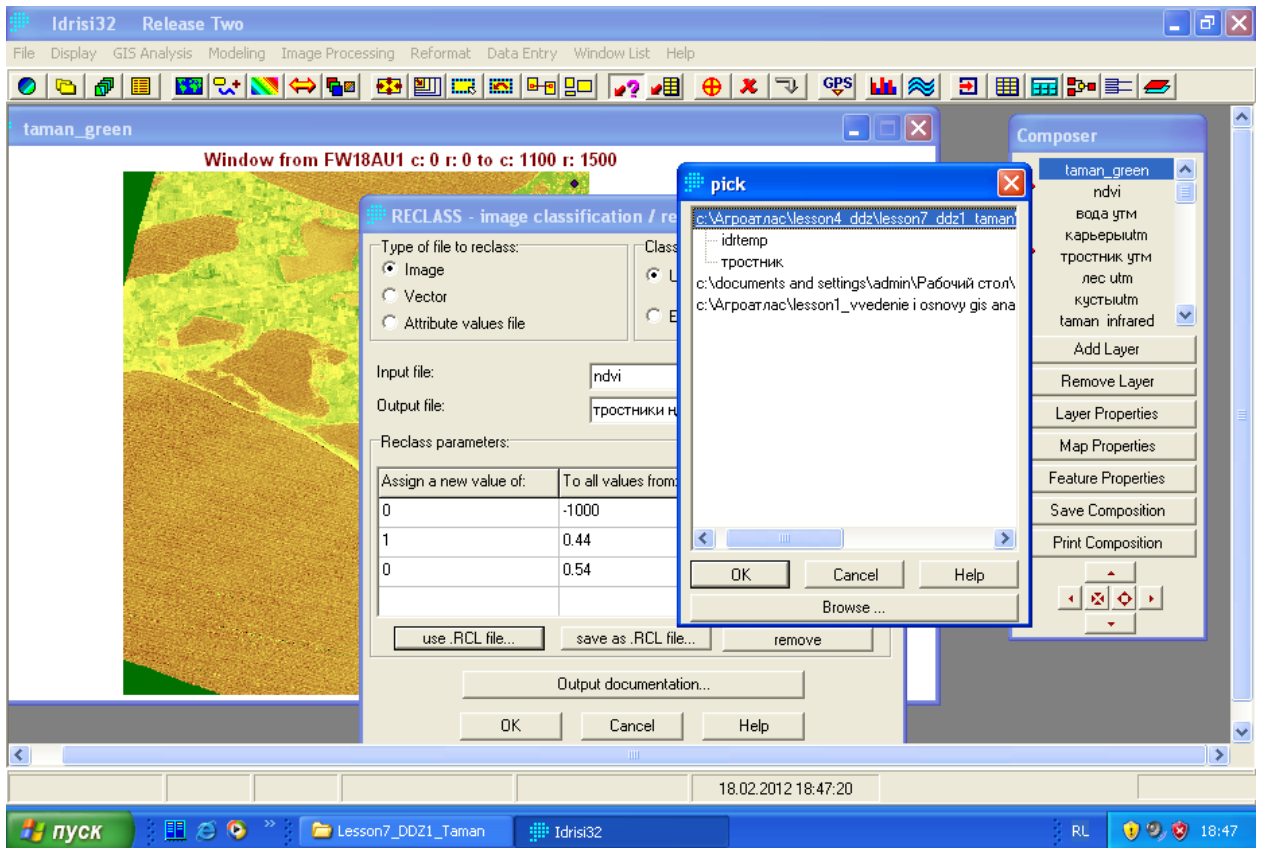 Idrisi32 Release Two
File Display GIS Analysis Modeling Image Processing Reformat Data Entry Window List Help
GPS
taman_green
Window from FW18AU1 c: 0 r: 0 to c: 1100 r: 1500
RECLASS - image classification / re
Type of file to reclass:
Class
Image
Vector
Attribute values file
Input file:
ndvi
Output file:
тростники
Reclass parameters:
Assign a new value of: To all values from:
0 -1000
1 0.44
0 0.54
use .RCL file... save as .RCL file... remove
Output documentation...
OK Cancel Help
pick
c:\Агроатлас\lesson4_ddz\lesson7_ddz1_taman\
idrtemp
тростник
c:\documents and settings\admin\Рабочий стол\
c:\Агроатлас\lesson1_vvedenie i osnovy gis ana
OK Cancel Help
Browse ...
Composer
taman_green
ndvi
вода утм
карьерыutm
тростник утм
лес utm
кустыutm
taman_infrared
Add Layer
Remove Layer
Layer Properties
Map Properties
Feature Properties
Save Composition
Print Composition
18.02.2012 18:47:20
пуск
Lesson7_DDZ1_Taman
Idrisi32
RL
18:47